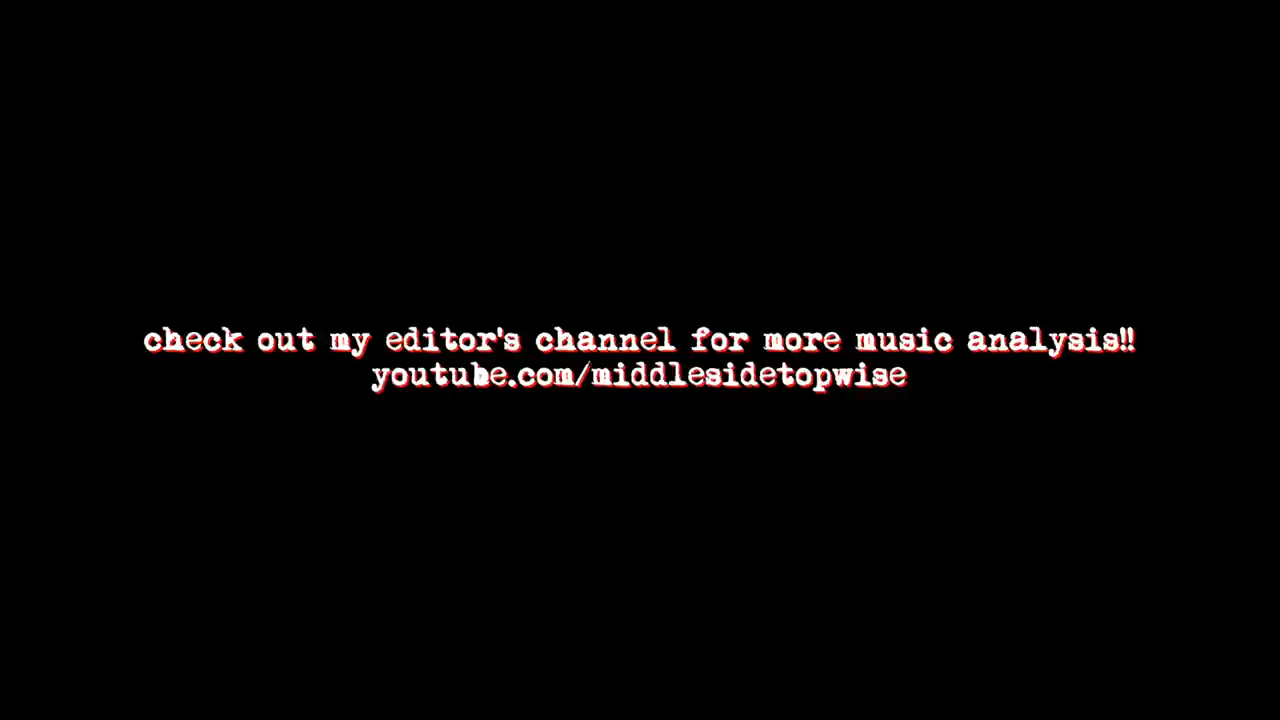 check out my editor's channel for more music analysis!!
youtube.com/middlesidetopwise